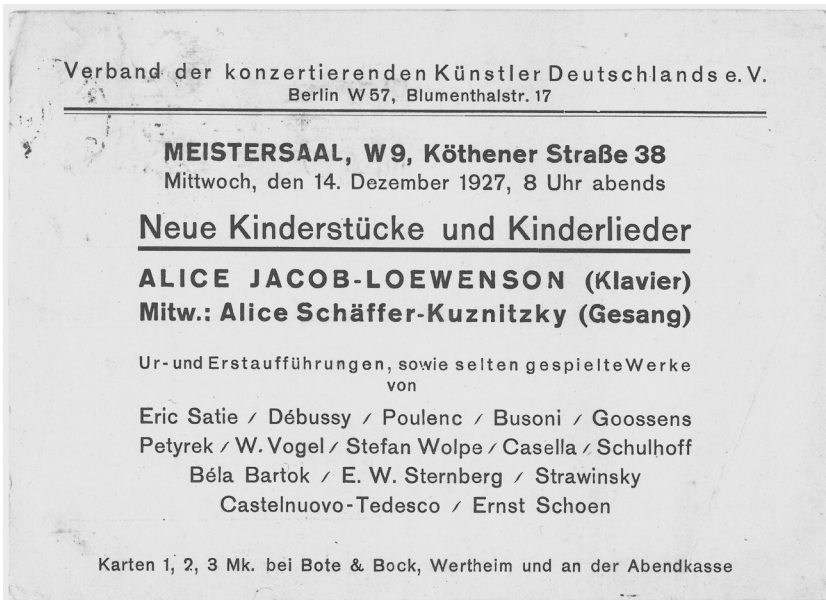 Verband der konzertierenden Künstler Deutschlands e. V.
Berlin W 57, Blumenthalstr. 17
MEISTERSAAL, W 9, Köthener Straße 38
Mittwoch, den 14. Dezember 1927, 8 Uhr abends
Neue Kinderstücke und Kinderlieder
ALICE JACOB-LOEWENSON (Klavier)
Mitw.: Alice Schäffer-Kuznitzky (Gesang)
Ur- und Erstaufführungen, sowie selten gespielte Werke
von
Eric Satie / Débussy / Poulenc / Busoni / Goossens
Petyrek / W. Vogel / Stefan Wolpe / Casella / Schulhoff
Béla Bartok / E. W. Sternberg / Strawinsky
Castelnuovo-Tedesco / Ernst Schoen
Karten 1, 2, 3 Mk. bei Bote & Bock, Wertheim und an der Abendkasse